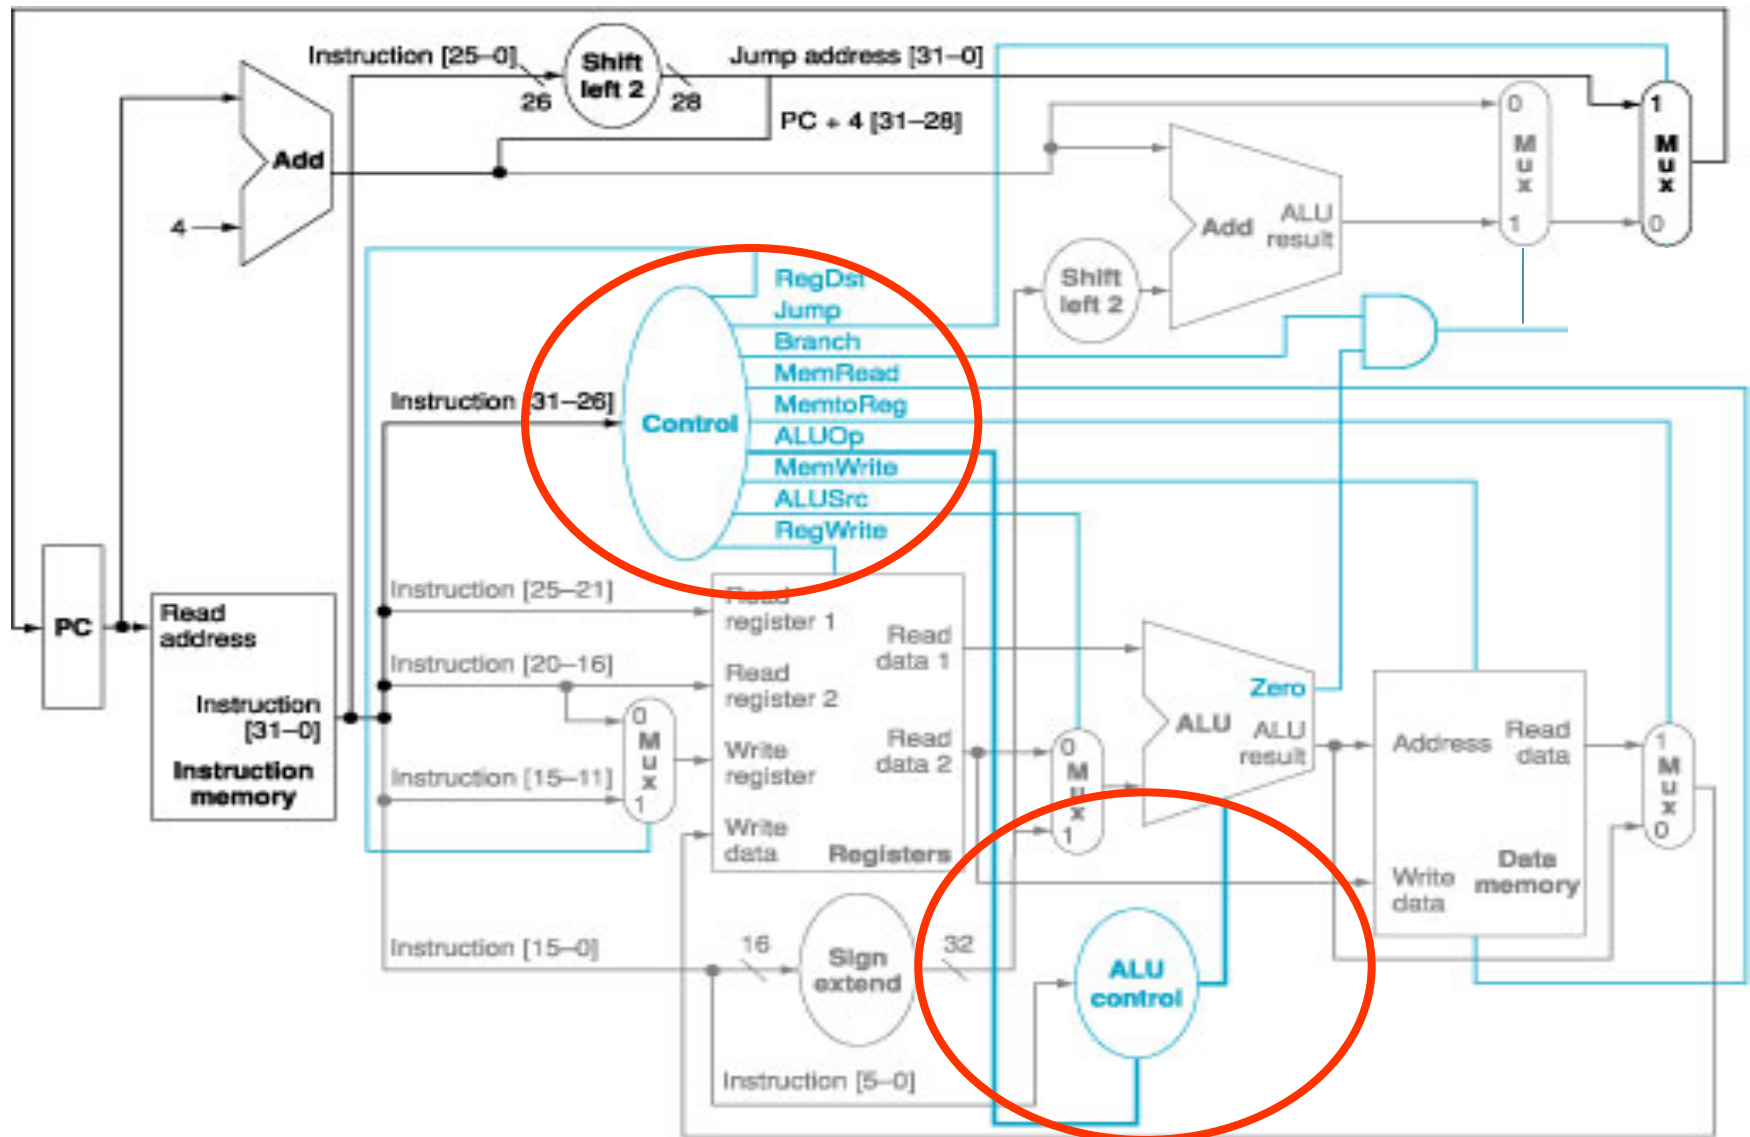 Instruction [25–0]
Shift
left 2
26
28
Jump address [31–0]
PC + 4 [31–28]
Add
4
0
M
u
x
1
1
M
u
x
0
Add
ALU
result
Shift
left 2
RegDst
Jump
Branch
MemRead
MemtoReg
ALUOp
MemWrite
ALUSrc
RegWrite
Instruction [31–26]
Control
PC
Read
address
Instruction
[31–0]
Instruction
memory
Instruction [25–21]
Instruction [20–16]
Instruction [15–11]
Instruction [15–0]
0
M
u
x
1
Read
register 1
Read
register 2
Write
register
Write
data
Read
data 1
Read
data 2
Registers
0
M
u
x
1
Zero
ALU
ALU
result
Address
Read
data
Write
data
Data
memory
1
M
u
x
0
16
Sign
extend
32
ALU
control
Instruction [5–0]